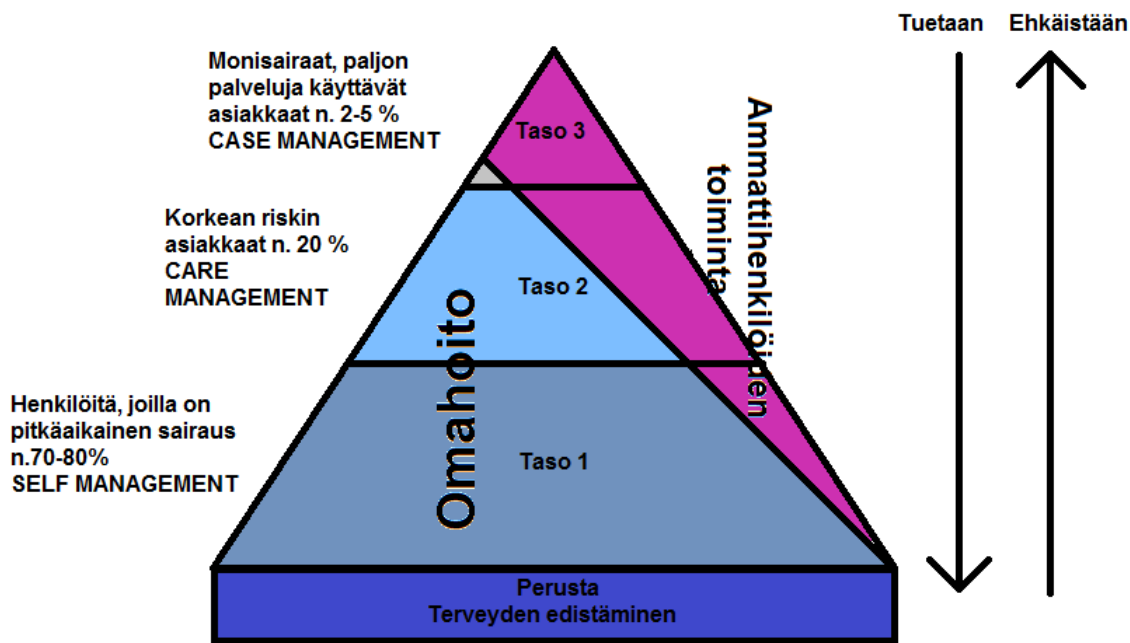 Tuetaan
Ehkäistään
Monisairaat, paljon
palveluja käyttävät
asiakkaat n. 2-5 %
CASE MANAGEMENT
Taso 3
Ammattihenkilöiden
toiminta
Korkean riskin
asiakkaat n. 20 %
CARE
MANAGEMENT
Taso 2
Omahoito
Henkilöitä, joilla on
pitkäaikainen sairaus
n.70-80%
SELF MANAGEMENT
Taso 1
Perusta
Terveyden edistäminen